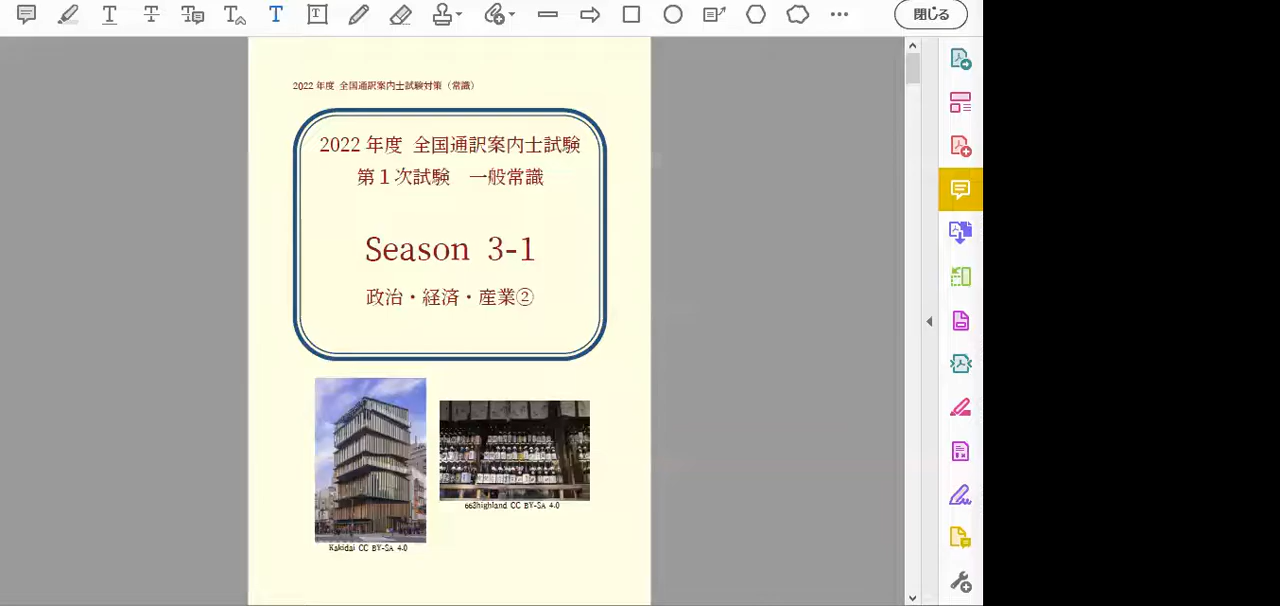 閉じる
2022 年度 全国通訳案内士試験対策（常識）
2022 年度 全国通訳案内士試験
第１次試験　一般常識
Season 3-1
政治・経済・産業②
663highland CC BY-SA 4.0
Kakidai CC BY-SA 4.0